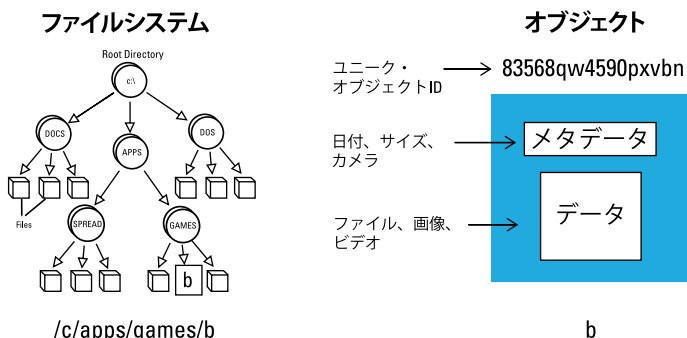 ファイルシステム
Root Directory
c:\
DOCS
APPS
DOS
Files
SPREAD
GAMES
b
/c/apps/games/b
オブジェクト
ユニーク・
オブジェクトID
83568qw4590pxvbn
日付、サイズ、
カメラ
メタデータ
ファイル、画像、
ビデオ
データ
b